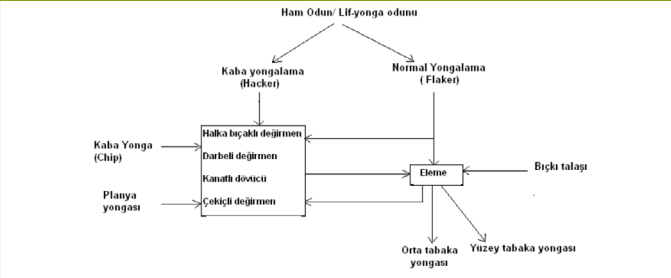 Ham Odun/ Lif-yonga odunu
Kaba yongalama
(Hacker)
Normal Yongalama
( Flaker)
Halka bıçaklı değirmen
Darbeli değirmen
Kanatlı dövücü
Çekiçli değirmen
Kaba Yonga
(Chip)
Planya
yongası
Eleme
Bıçkı talaşı
Orta tabaka
yongası
Yüzey tabaka yongası